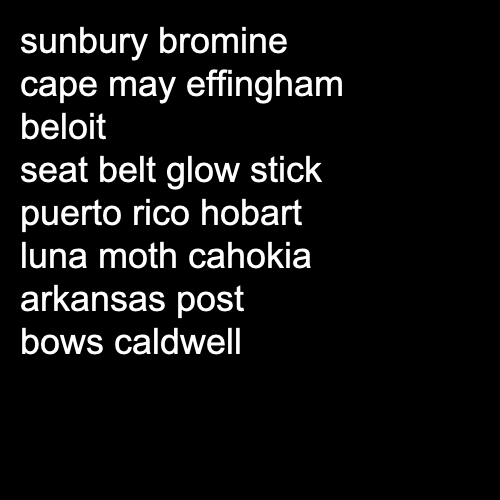 sunbury bromine
cape may effingham
beloit
seat belt glow stick
puerto rico hobart
luna moth cahokia
arkansas post
bows caldwell